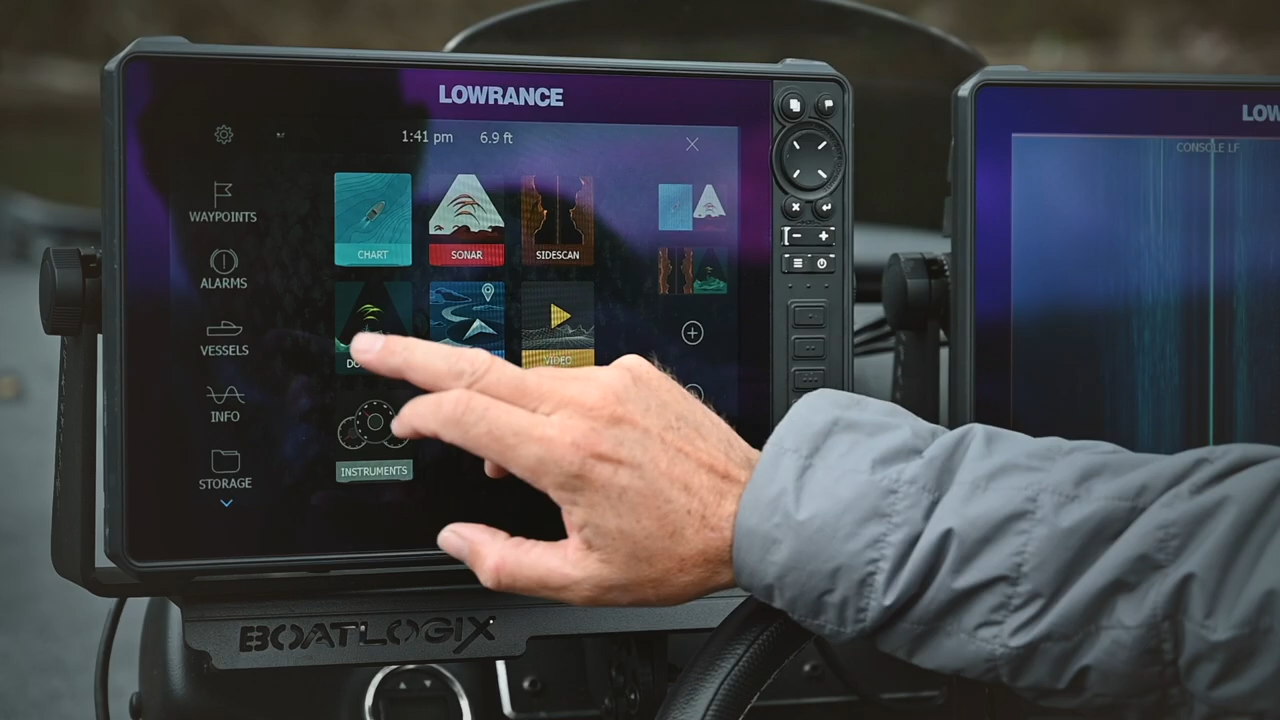 LOWRANCE
1:41 pm 6.9 ft
WAYPOINTS
ALARMS
VESSELS
INFO
STORAGE
CHART
SONAR
SIDESCAN
DO
VIDEO
INSTRUMENTS
LOW
CONSOLE LF
BOATLOGIX